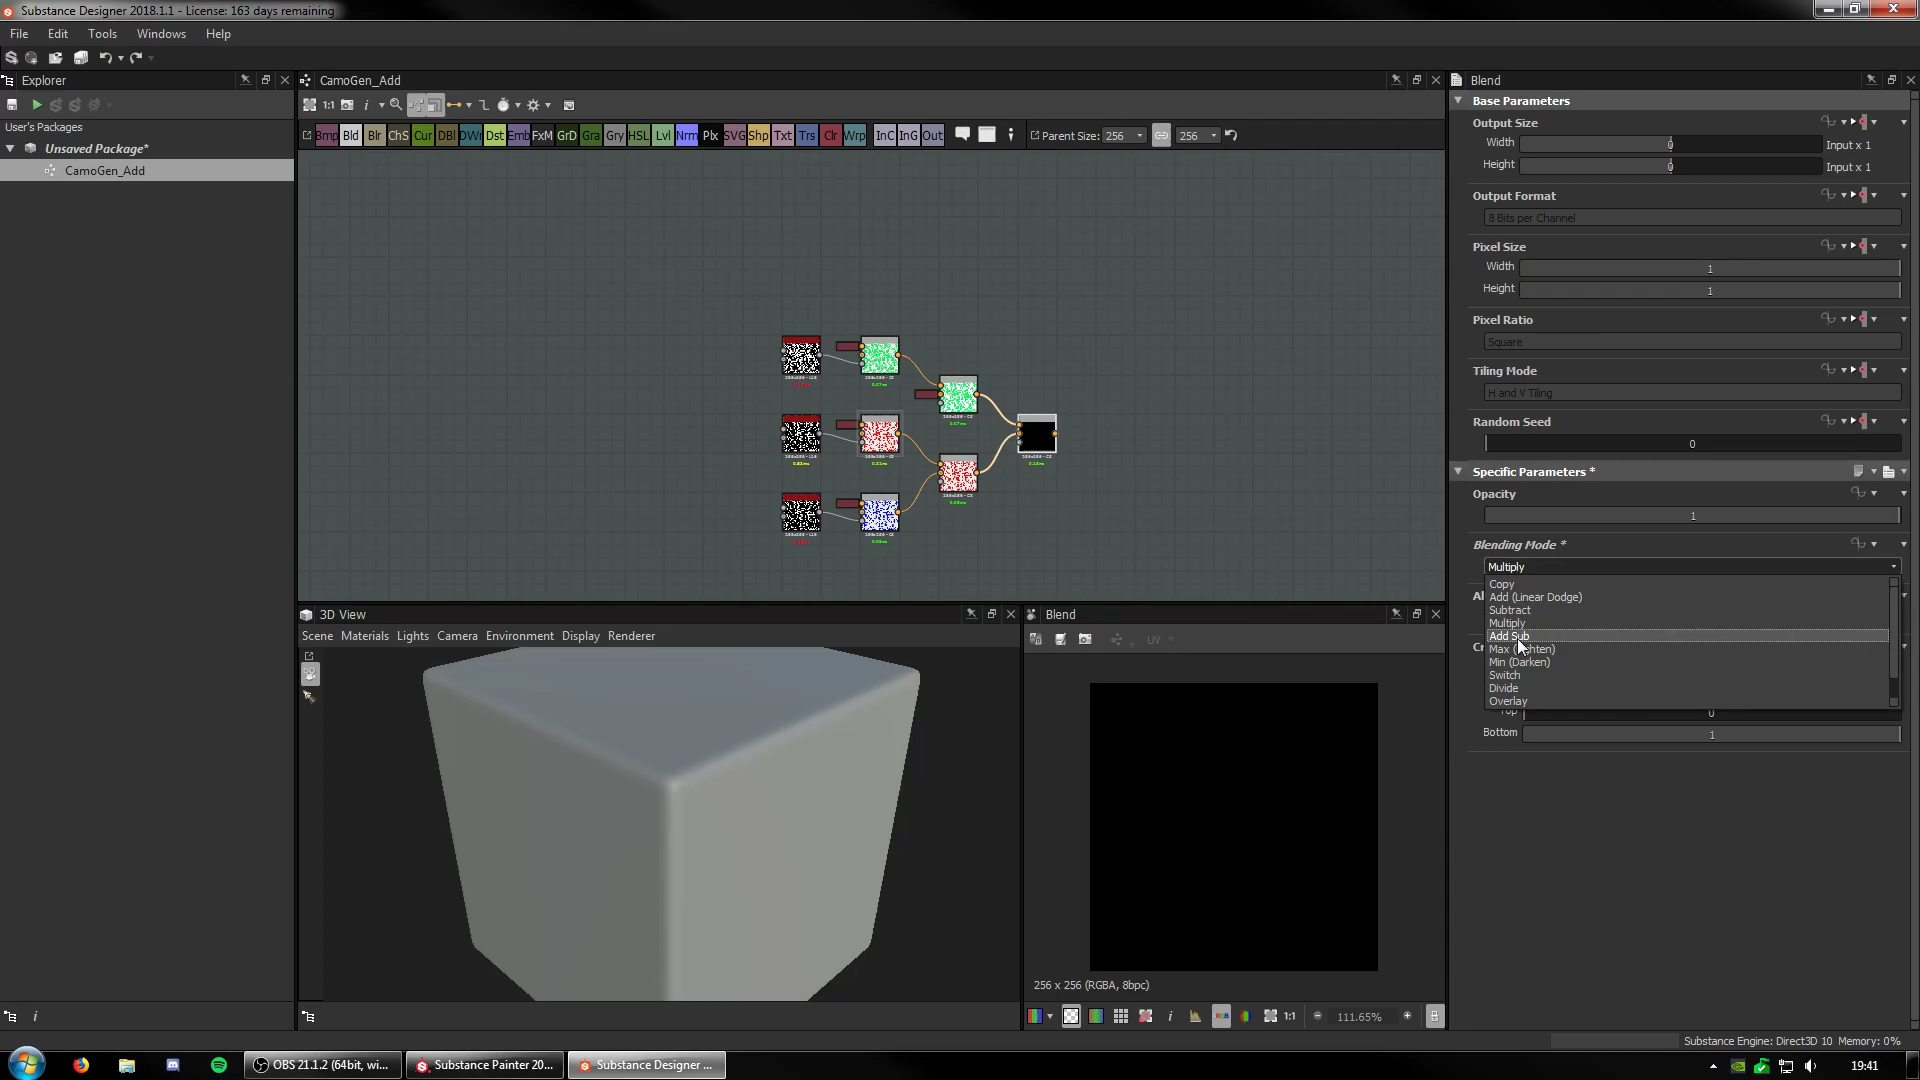 Substance Designer 2018.1.1 - License: 163 days remaining
File Edit Tools Windows Help
Explorer
User's Packages
Unsaved Package*
CamoGen_Add
CamoGen_Add
1:1
Bmp Bld Blr ChS Cur DBl DWr Dst Emb FxM GrD Gra Gry HSL Lvl Nrm Plx SVG Shp Txt Trs Clr Wrp InC InG Out
Parent Size: 256 256
3D View
Scene Materials Lights Camera Environment Display Renderer
Blend
UV
256 x 256 (RGBA, 8bpc)
1:1
111.65%
Blend
Base Parameters
Output Size
Width 0 Input x 1
Height 0 Input x 1
Output Format
8 Bits per Channel
Pixel Size
Width 1
Height 1
Pixel Ratio
Square
Tiling Mode
H and V Tiling
Random Seed
0
Specific Parameters *
Opacity
1
Blending Mode *
Multiply
Copy
Add (Linear Dodge)
Subtract
Multiply
Add Sub
Max (Lighten)
Min (Darken)
Switch
Divide
Overlay
Top 0
Bottom 1
Substance Engine: Direct3D 10 Memory: 0%
OBS 21.1.2 (64bit, wi...
Substance Painter 20...
Substance Designer ...
19:41